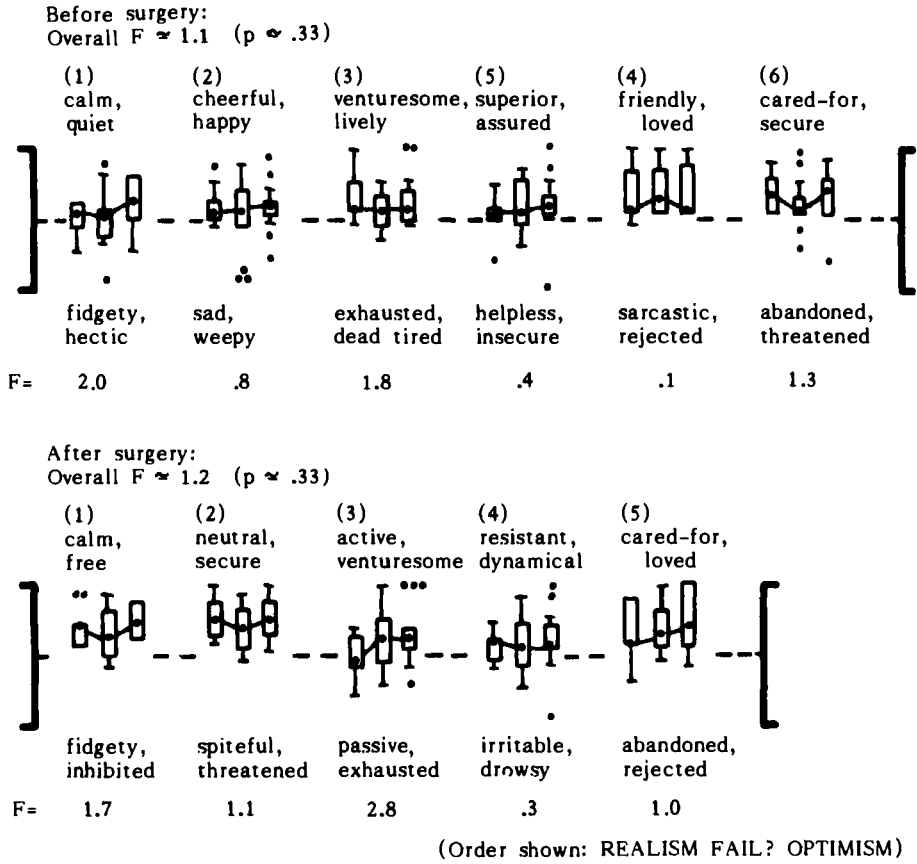 Before surgery:
Overall F ≃ 1.1 (p ≃ .33)
(1) (2) (3) (5) (4) (6)
calm, cheerful, venturesome, superior, friendly, cared-for,
quiet happy lively assured loved secure
fidgety, sad, exhausted, helpless, sarcastic, abandoned,
hectic weepy dead tired insecure rejected threatened
F= 2.0 .8 1.8 .4 .1 1.3
After surgery:
Overall F ≃ 1.2 (p ≃ .33)
(1) (2) (3) (4) (5)
calm, neutral, active, resistant, cared-for,
free secure venturesome dynamical loved
fidgety, spiteful, passive, irritable, abandoned,
inhibited threatened exhausted drowsy rejected
F= 1.7 1.1 2.8 .3 1.0
(Order shown: REALISM FAIL? OPTIMISM)